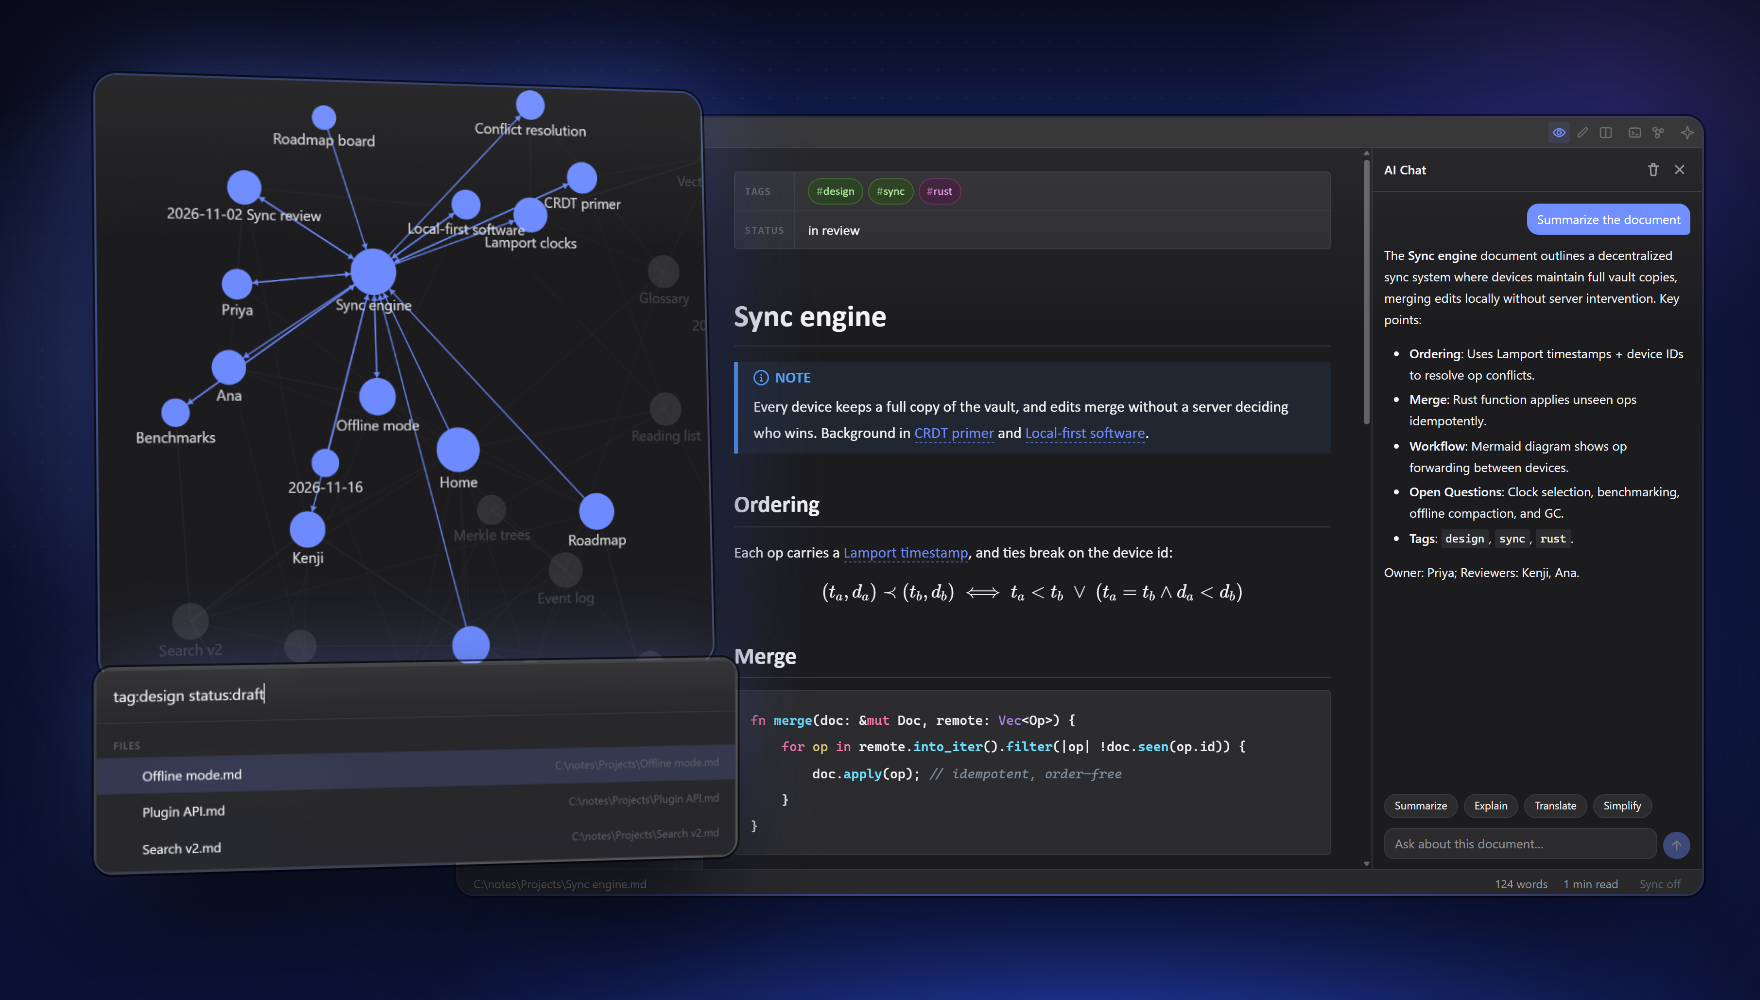 Roadmap board
Conflict resolution
Vect
2026-11-02 Sync review
CRDT primer
Local-first software
Lamport clocks
Glossary
Sync engine
Priya
20
Ana
Offline mode
Benchmarks
Reading list
Home
2026-11-16
Merkle trees
Roadmap
Kenji
Event log
Search v2
tag:design status:draft
FILES
Offline mode.md C:\notes\Projects\Offline mode.md
Plugin API.md C:\notes\Projects\Plugin API.md
Search v2.md C:\notes\Projects\Search v2.md
TAGS #design #sync #rust
STATUS in review
Sync engine
NOTE
Every device keeps a full copy of the vault, and edits merge without a server deciding
who wins. Background in CRDT primer and Local-first software.
Ordering
Each op carries a Lamport timestamp, and ties break on the device id:
(t_a, d_a) ≺ (t_b, d_b) ⟺ t_a < t_b ∨ (t_a = t_b ∧ d_a < d_b)
Merge
fn merge(doc: &mut Doc, remote: Vec<Op>) {
for op in remote.into_iter().filter(|op| !doc.seen(op.id)) {
doc.apply(op); // idempotent, order-free
}
}
C:\notes\Projects\Sync engine.md
124 words 1 min read Sync off
AI Chat
Summarize the document
The Sync engine document outlines a decentralized
sync system where devices maintain full vault copies,
merging edits locally without server intervention. Key
points:
• Ordering: Uses Lamport timestamps + device IDs
to resolve op conflicts.
• Merge: Rust function applies unseen ops
idempotently.
• Workflow: Mermaid diagram shows op
forwarding between devices.
• Open Questions: Clock selection, benchmarking,
offline compaction, and GC.
• Tags: design, sync, rust.
Owner: Priya; Reviewers: Kenji, Ana.
Summarize Explain Translate Simplify
Ask about this document...